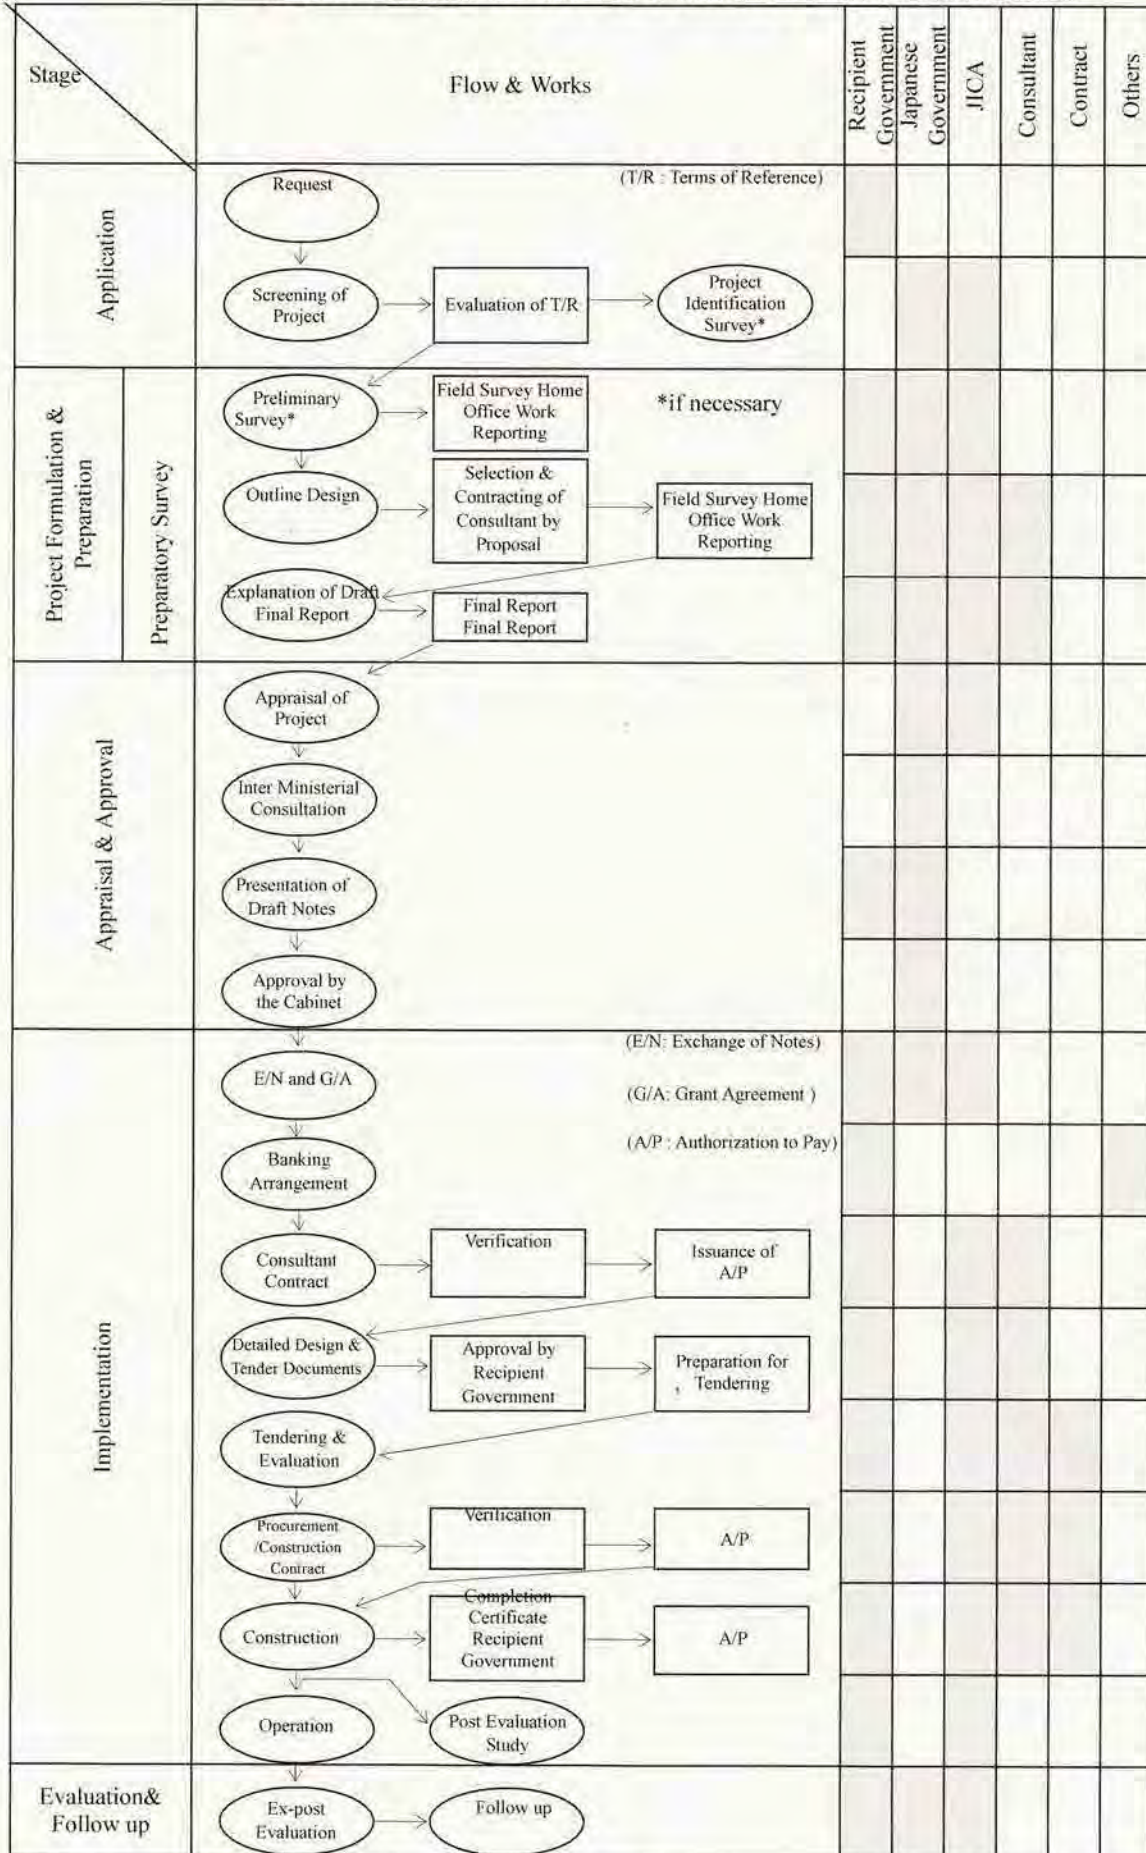 Stage
Flow & Works
Recipient
Government
Japanese
Government
JICA
Consultant
Contract
Others
Application
Request
(T/R : Terms of Reference)
Screening of
Project
Evaluation of T/R
Project
Identification
Survey*
Project Formulation &
Preparation
Preparatory Survey
Preliminary
Survey*
Field Survey Home
Office Work
Reporting
*if necessary
Outline Design
Selection &
Contracting of
Consultant by
Proposal
Field Survey Home
Office Work
Reporting
Explanation of Draft
Final Report
Final Report
Final Report
Appraisal & Approval
Appraisal of
Project
Inter Ministerial
Consultation
Presentation of
Draft Notes
Approval by
the Cabinet
Implementation
(E/N: Exchange of Notes)
E/N and G/A
(G/A: Grant Agreement )
(A/P : Authorization to Pay)
Banking
Arrangement
Consultant
Contract
Verification
Issuance of
A/P
Detailed Design &
Tender Documents
Approval by
Recipient
Government
Preparation for
Tendering
Tendering &
Evaluation
Procurement
/Construction
Contract
Verification
A/P
Construction
Completion
Certificate
Recipient
Government
A/P
Operation
Post Evaluation
Study
Evaluation&
Follow up
Ex-post
Evaluation
Follow up